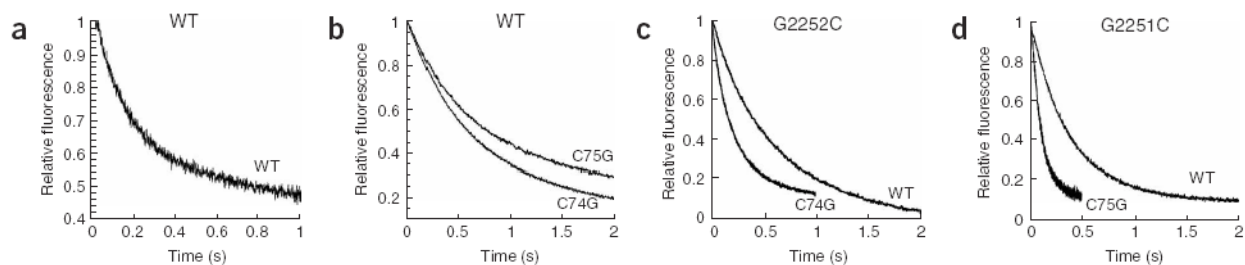 a
WT
Relative fluorescence
1
0.9
0.8
0.7
0.6
0.5
0.4
WT
0 0.2 0.4 0.6 0.8 1
Time (s)
b
WT
Relative fluorescence
1.0
0.8
0.6
0.4
0.2
C75G
C74G
0 0.5 1 1.5 2
Time (s)
c
G2252C
Relative fluorescence
1
0.8
0.6
0.4
0.2
0
C74G
WT
0 0.5 1 1.5 2
Time (s)
d
G2251C
Relative fluorescence
1
0.8
0.6
0.4
0.2
0
C75G
WT
0 0.5 1 1.5 2
Time (s)